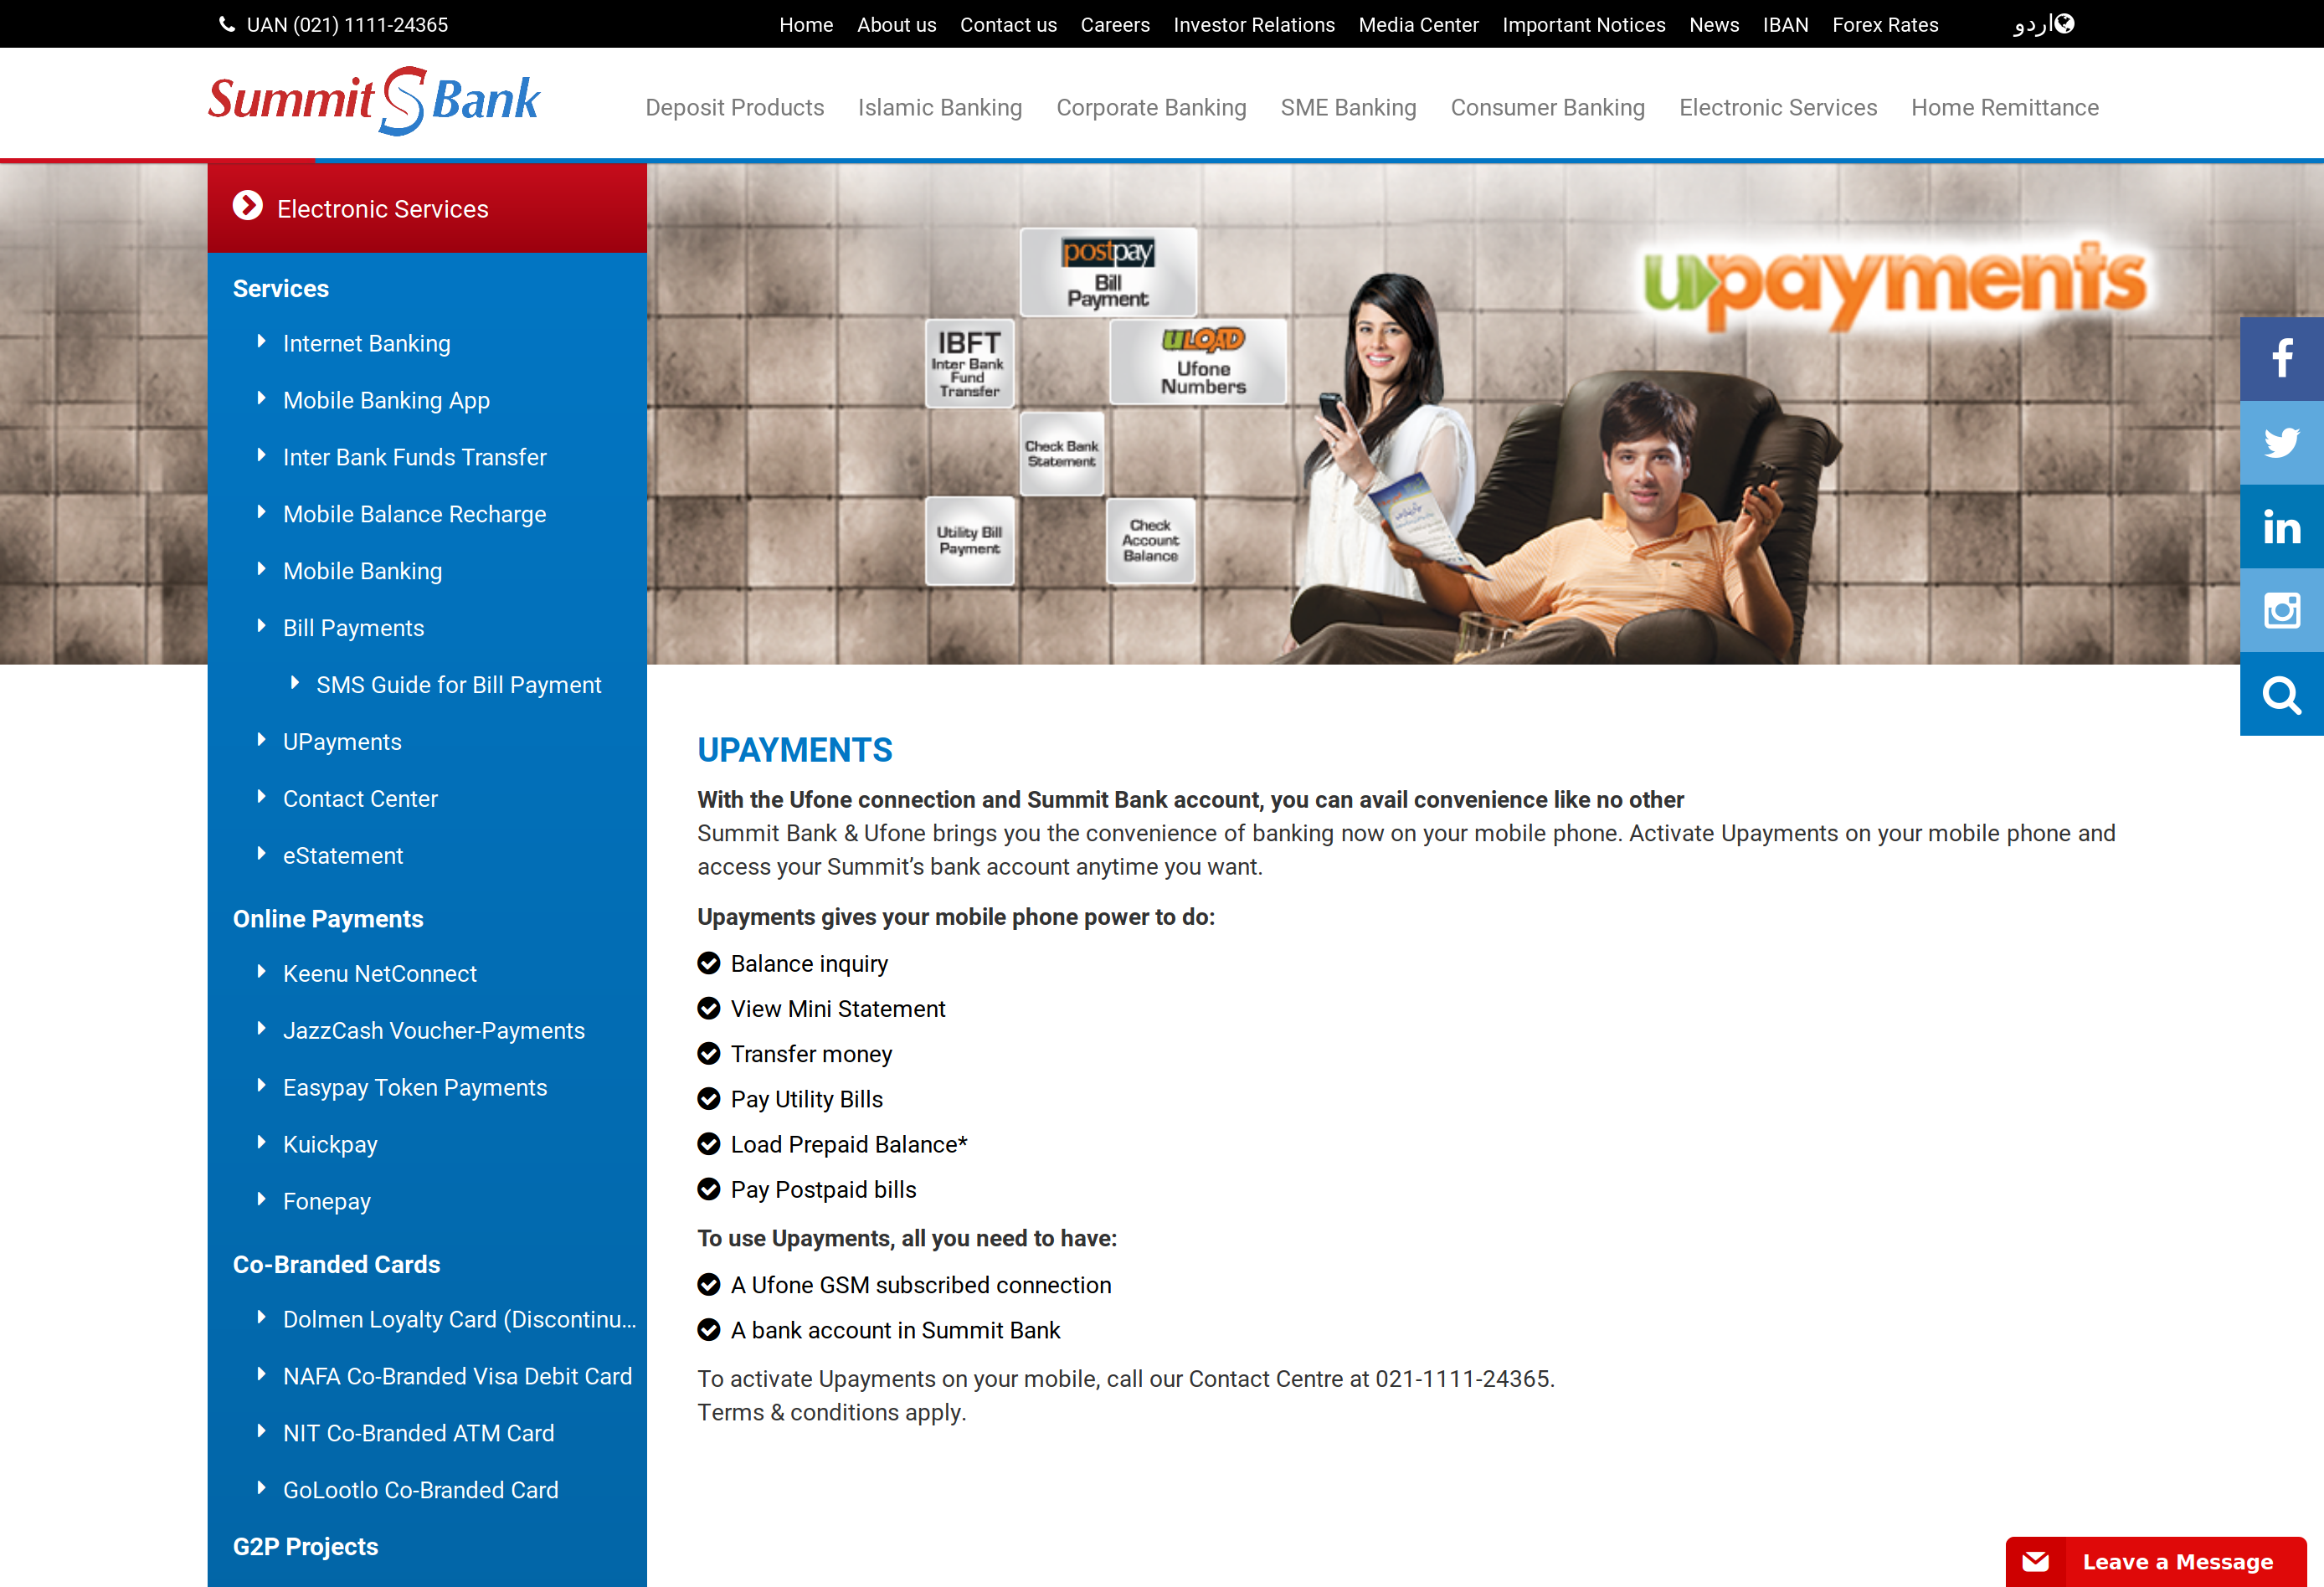 UAN (021) 1111-24365
Home About us Contact us Careers Investor Relations Media Center Important Notices News IBAN Forex Rates اردو
Summit S Bank
Deposit Products Islamic Banking Corporate Banking SME Banking Consumer Banking Electronic Services Home Remittance
Electronic Services
Services
Internet Banking
Mobile Banking App
Inter Bank Funds Transfer
Mobile Balance Recharge
Mobile Banking
Bill Payments
SMS Guide for Bill Payment
UPayments
Contact Center
eStatement
Online Payments
Keenu NetConnect
JazzCash Voucher-Payments
Easypay Token Payments
Kuickpay
Fonepay
Co-Branded Cards
Dolmen Loyalty Card (Discontinu...
NAFA Co-Branded Visa Debit Card
NIT Co-Branded ATM Card
GoLootlo Co-Branded Card
G2P Projects
postpay
Bill
Payment
IBFT
Inter Bank
Fund
Transfer
ULOAD
Ufone
Numbers
Check Bank
Statement
Utility Bill
Payment
Check
Account
Balance
upayments
UPAYMENTS
With the Ufone connection and Summit Bank account, you can avail convenience like no other
Summit Bank & Ufone brings you the convenience of banking now on your mobile phone. Activate Upayments on your mobile phone and
access your Summit’s bank account anytime you want.
Upayments gives your mobile phone power to do:
Balance inquiry
View Mini Statement
Transfer money
Pay Utility Bills
Load Prepaid Balance*
Pay Postpaid bills
To use Upayments, all you need to have:
A Ufone GSM subscribed connection
A bank account in Summit Bank
To activate Upayments on your mobile, call our Contact Centre at 021-1111-24365.
Terms & conditions apply.
Leave a Message